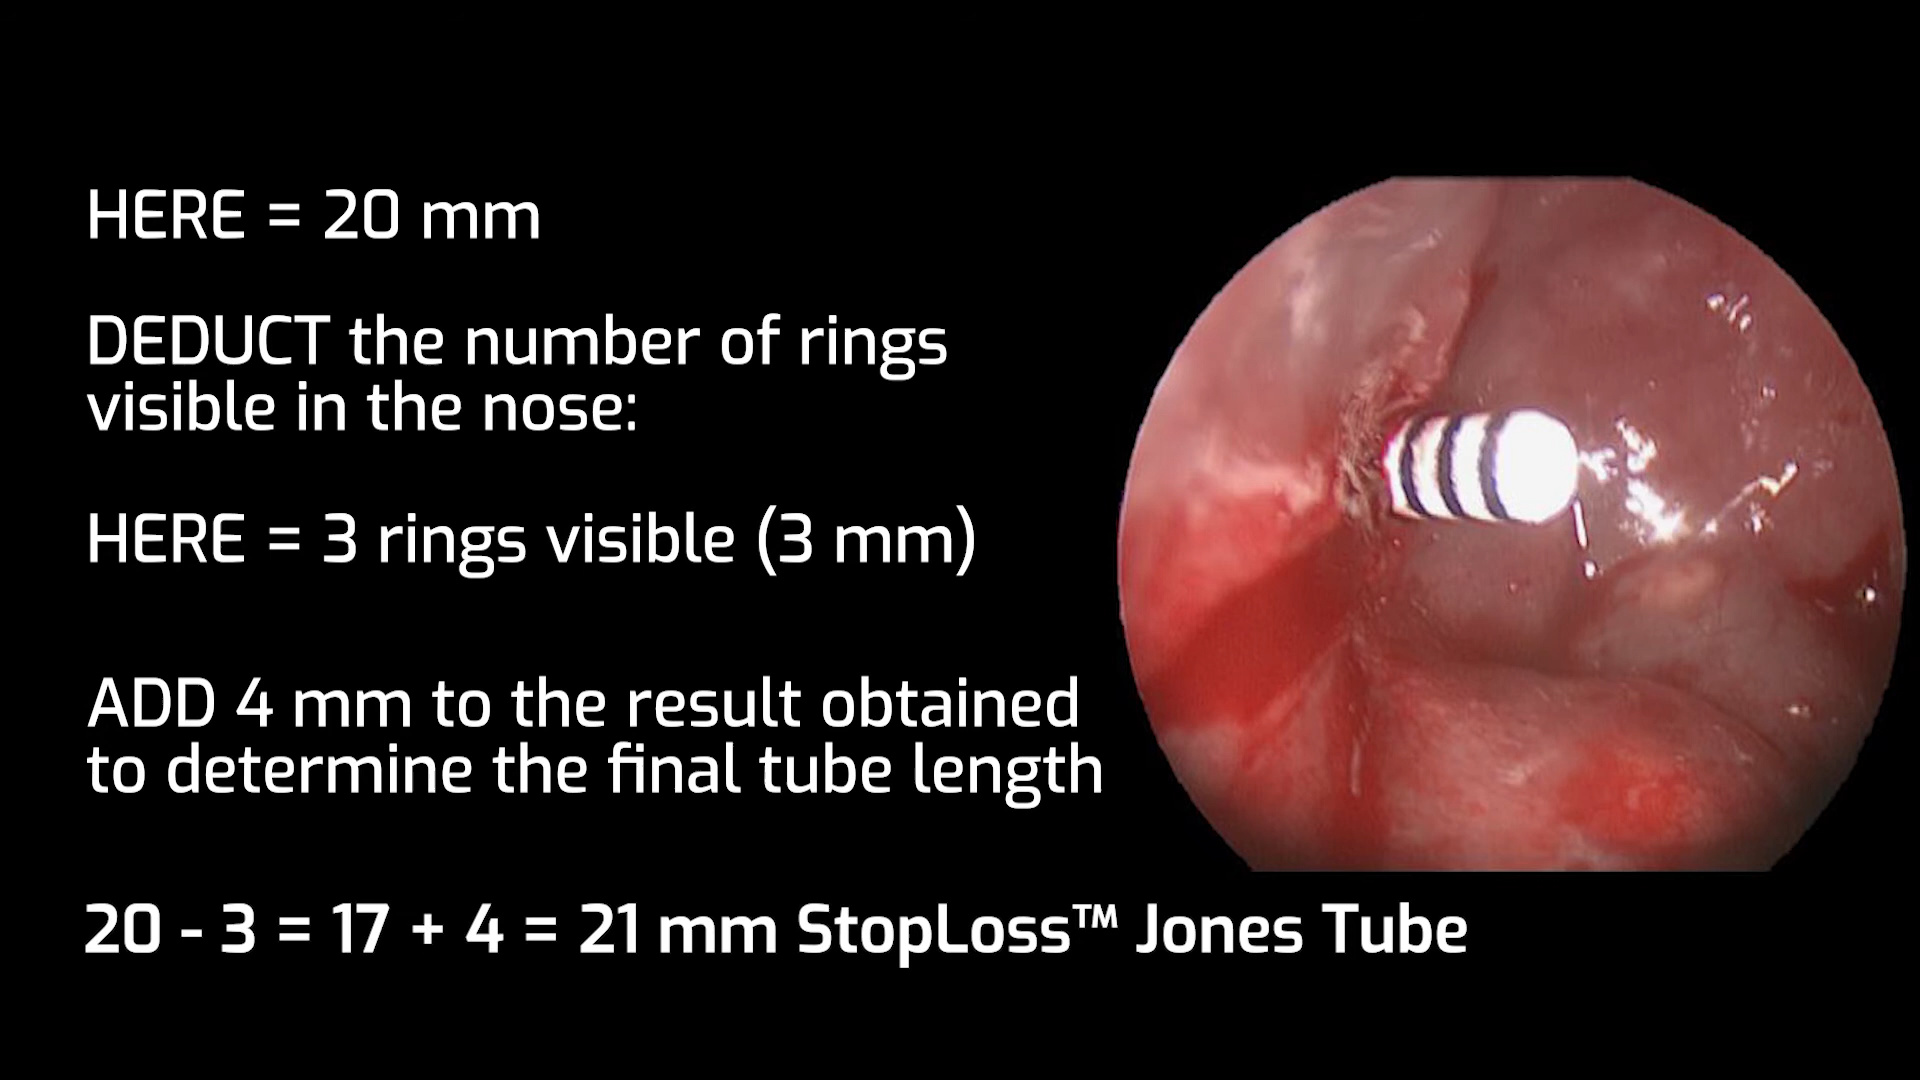 HERE = 20 mm
DEDUCT the number of rings
visible in the nose:
HERE = 3 rings visible (3 mm)
ADD 4 mm to the result obtained
to determine the final tube length
20 - 3 = 17 + 4 = 21 mm StopLoss™ Jones Tube